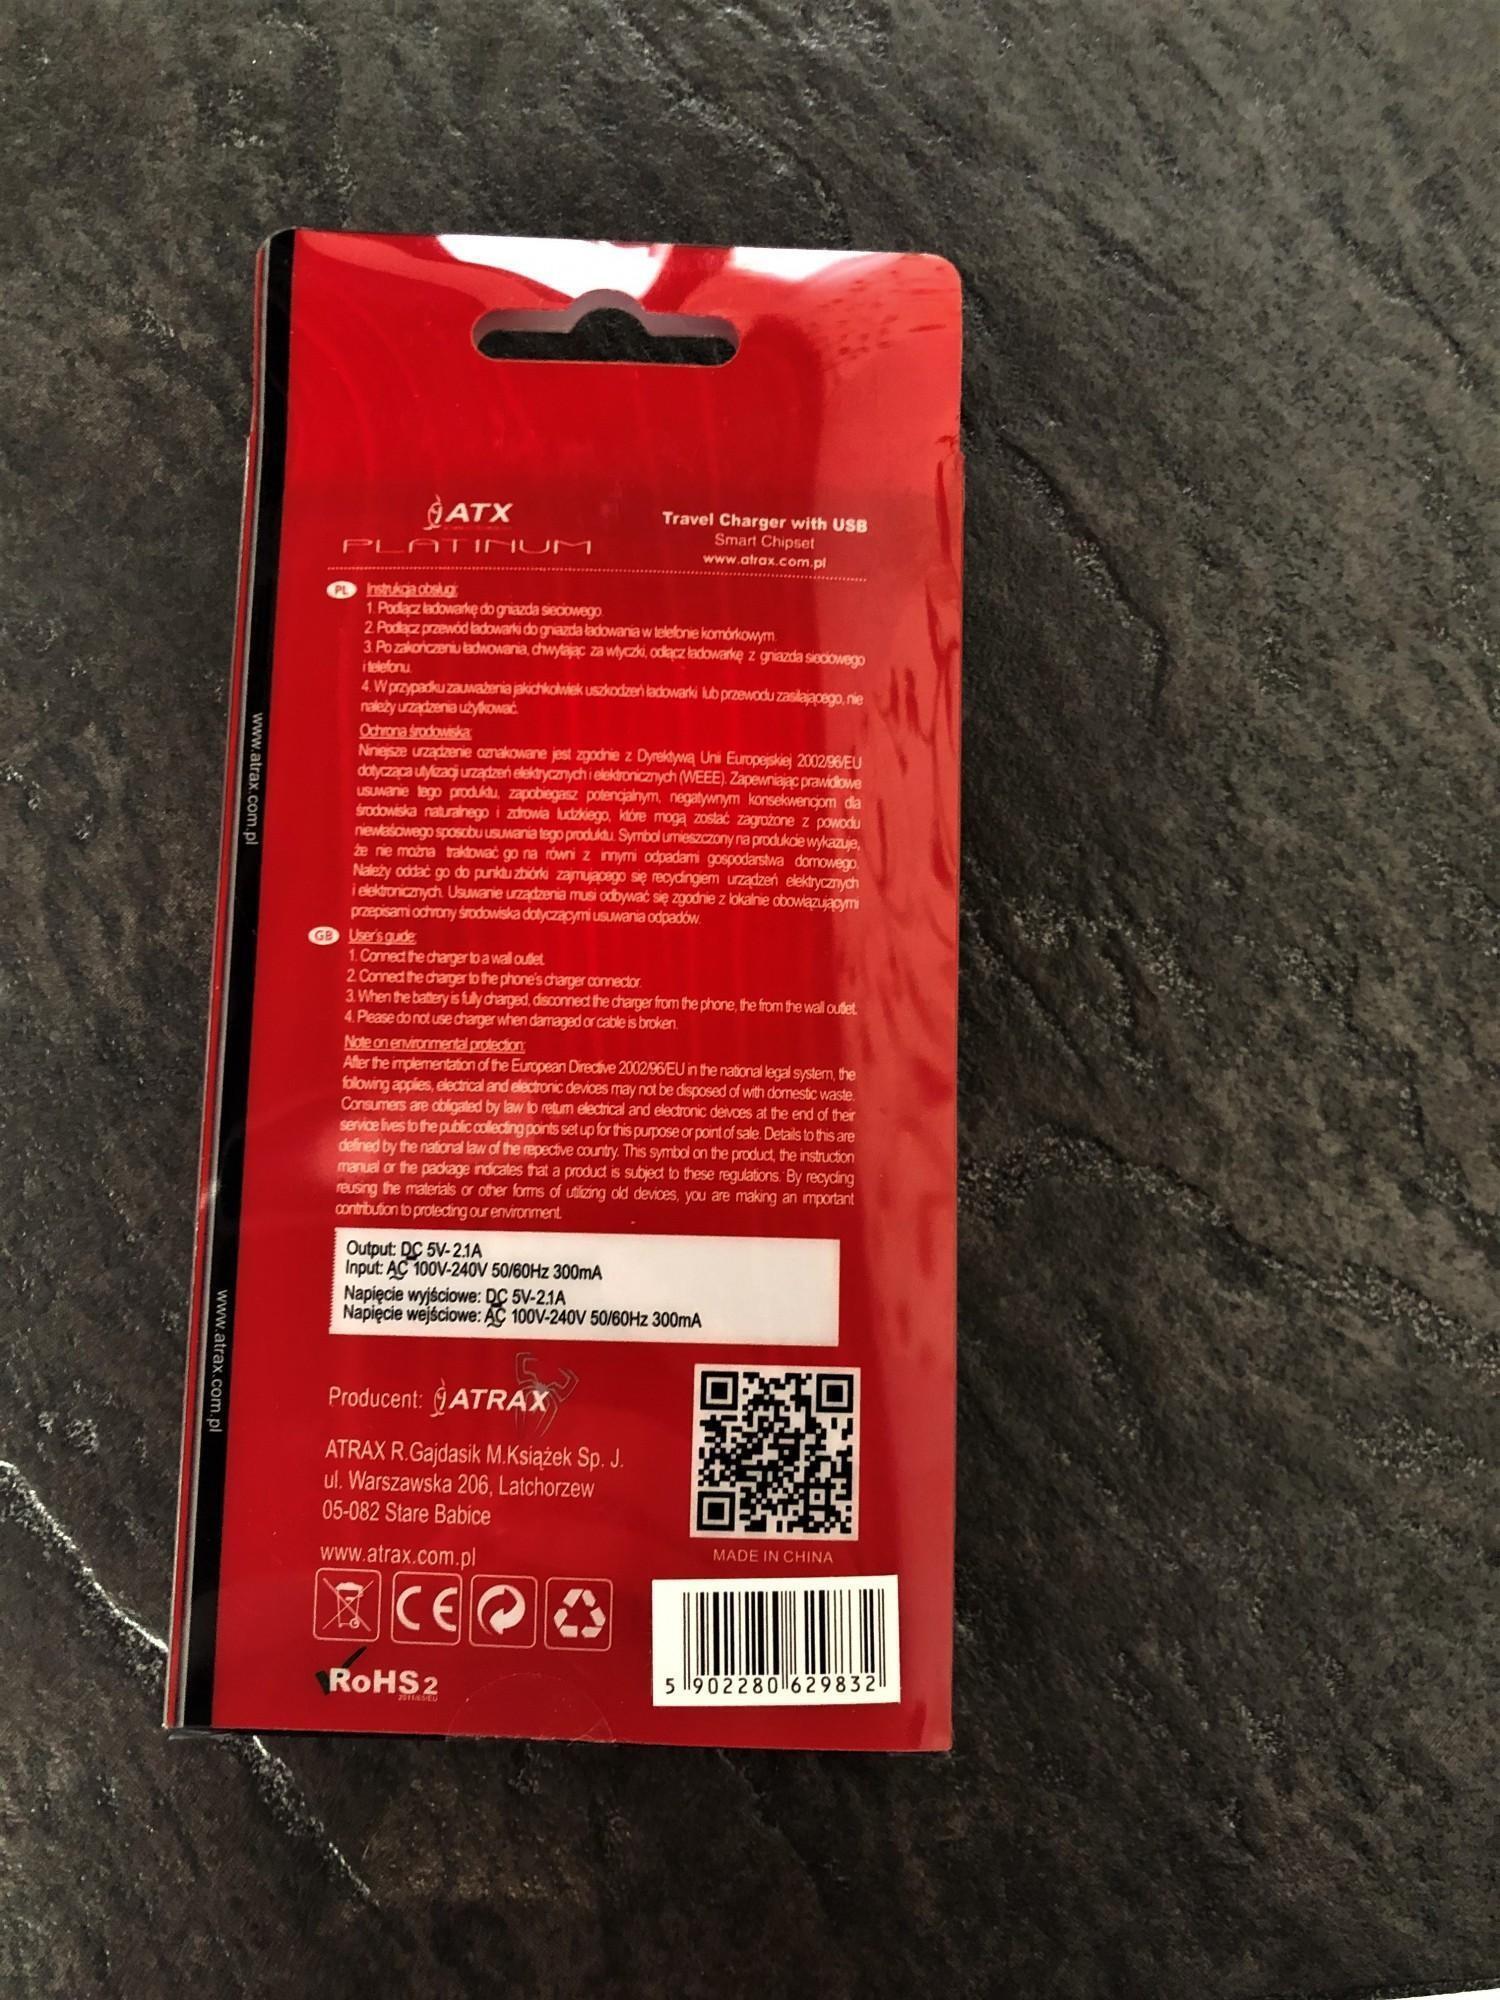 ATX
PLATINUM
Travel Charger with USB
Smart Chipset
www.atrax.com.pl
PL Instrukcja obsługi:
1. Podłącz ładowarkę do gniazda sieciowego.
2. Podłącz przewód ładowarki do gniazda ładowania w telefonie komórkowym.
3. Po zakończeniu ładwowania, chwytając za wtyczki, odłącz ładowarkę z gniazda sieciowego
i telefonu.
4. W przypadku zauważenia jakichkolwiek uszkodzeń ładowarki lub przewodu zasilającego, nie
należy urządzenia użytkować.
Ochrona środowiska:
Niniejsze urządzenie oznakowane jest zgodnie z Dyrektywą Unii Europejskiej 2002/96/EU
dotycząca utylizacji urządzeń elektrycznych i elektronicznych (WEEE). Zapewniając prawidłowe
usuwanie tego produktu, zapobiegasz potencjalnym, negatywnym konsekwencjom dla
środowiska naturalnego i zdrowia ludzkiego, które mogą zostać zagrożone z powodu
niewłaściwego sposobu usuwania tego produktu. Symbol umieszczony na produkcie wykazuje,
że nie można traktować go na równi z innymi odpadami gospodarstwa domowego.
Należy oddać go do punktu zbiórki zajmującego się recyclingiem urządzeń elektrycznych
i elektronicznych. Usuwanie urządzenia musi odbywać się zgodnie z lokalnie obowiązującymi
przepisami ochrony środowiska dotyczącymi usuwania odpadów.
GB User's guide:
1. Connect the charger to a wall outlet.
2. Connect the charger to the phone's charger connector.
3. When the battery is fully charged, disconnect the charger from the phone, the from the wall outlet.
4. Please do not use charger when damaged or cable is broken.
Note on environmental protection:
After the implementation of the European Directive 2002/96/EU in the national legal system, the
following applies, electrical and electronic devices may not be disposed of with domestic waste.
Consumers are obligated by law to return electrical and electronic deivces at the end of their
service lives to the public collecting points set up for this purpose or point of sale. Details to this are
defined by the national law of the repective country. This symbol on the product, the instruction
manual or the package indicates that a product is subject to these regulations. By recycling
reusing the materials or other forms of utilizing old devices, you are making an important
contribution to protecting our environment.
Output: DC 5V- 2.1A
Input: AC 100V-240V 50/60Hz 300mA
Napięcie wyjściowe: DC 5V-2.1A
Napięcie wejściowe: AC 100V-240V 50/60Hz 300mA
Producent: ATRAX
ATRAX R.Gajdasik M.Książek Sp. J.
ul. Warszawska 206, Latchorzew
05-082 Stare Babice
www.atrax.com.pl
MADE IN CHINA
CE
RoHS 2
2011/65/EU
5 902280 629832
www.atrax.com.pl
www.atrax.com.pl